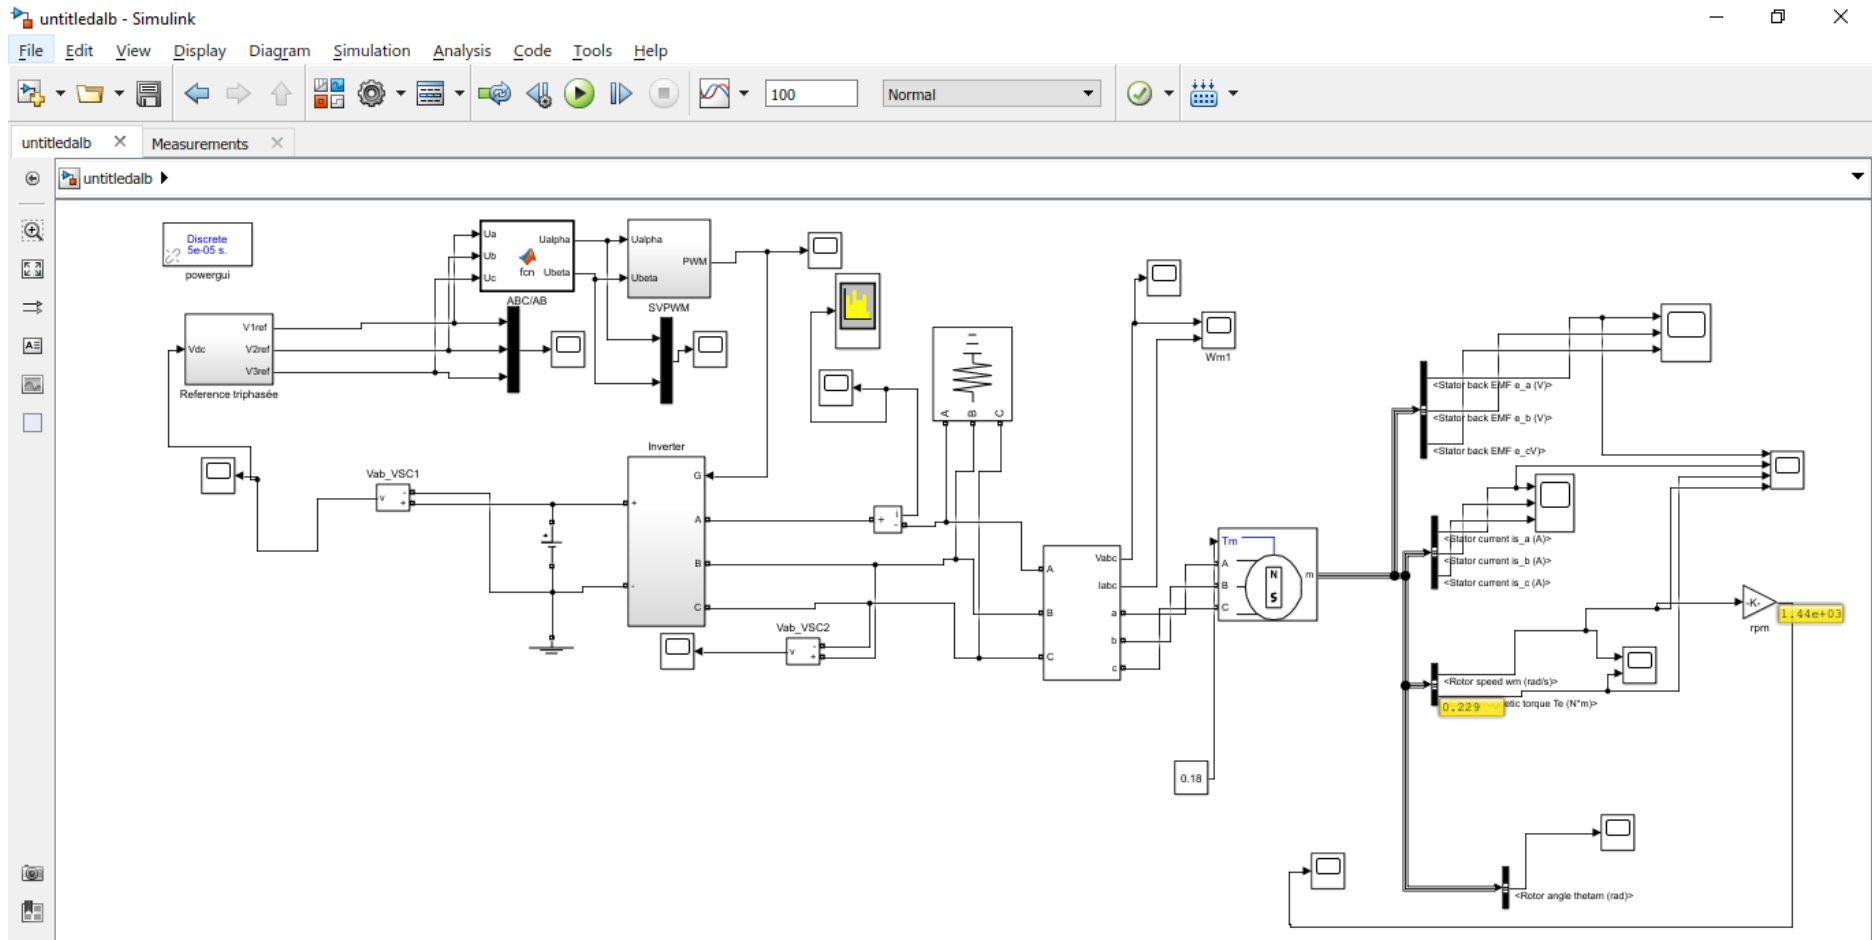 untitledalb - Simulink
File Edit View Display Diagram Simulation Analysis Code Tools Help
100 Normal
untitledalb Measurements
untitledalb
Discrete
5e-05 s.
powergui
Ua
Ub
Uc
fcn
Ualpha
Ubeta
ABC/AB
Ualpha
Ubeta
PWM
SVPWM
Vdc
V1ref
V2ref
V3ref
Reference triphasée
Wm1
A B C
<Stator back EMF e_a (V)>
<Stator back EMF e_b (V)>
<Stator back EMF e_cV)>
Vab_VSC1
v
-
+
Inverter
G
+
A
B
-
C
+
i
-
Vab_VSC2
v
-
+
A
B
C
Vabc
Iabc
a
b
c
Tm
A
B
C
N
S
m
<Stator current is_a (A)>
<Stator current is_b (A)>
<Stator current is_c (A)>
-K-
rpm
1.44e+03
<Rotor speed wm (rad/s)>
0.229
etic torque Te (N*m)>
0.18
<Rotor angle thetam (rad)>